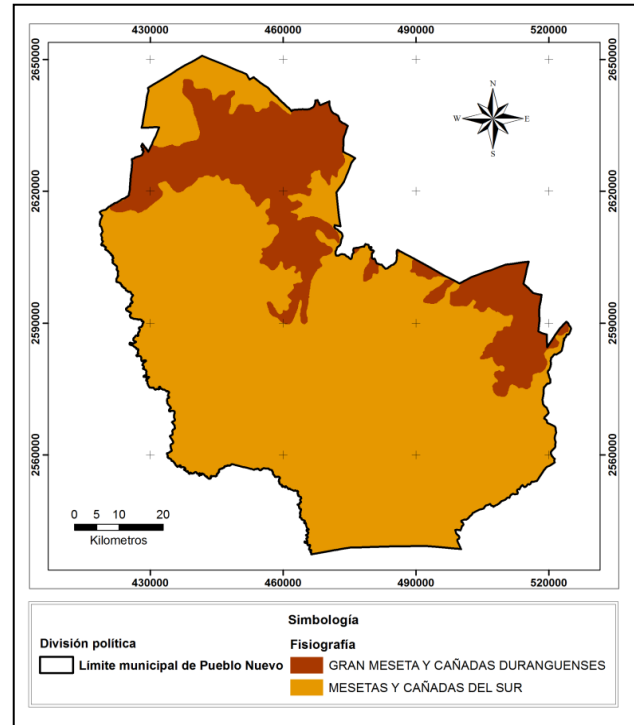 430000 460000 490000 520000
2650000 2650000
N
W E
S
2620000 2620000
2590000 2590000
2560000 2560000
0 5 10 20
Kilometros
430000 460000 490000 520000
Simbología
División política Fisiografía
Límite municipal de Pueblo Nuevo GRAN MESETA Y CAÑADAS DURANGUENSES
MESETAS Y CAÑADAS DEL SUR